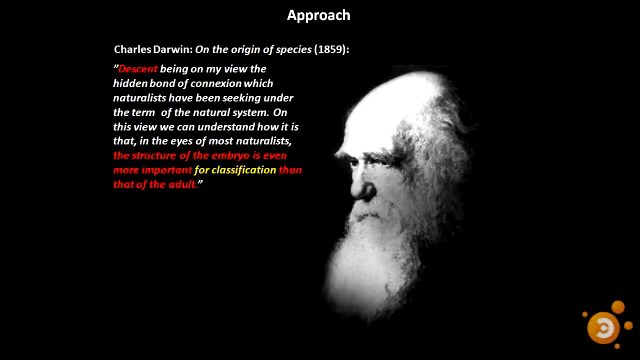 Approach
Charles Darwin: On the origin of species (1859):
"Descent being on my view the
hidden bond of connexion which
naturalists have been seeking under
the term of the natural system. On
this view we can understand how it is
that, in the eyes of most naturalists,
the structure of the embryo is even
more important for classification than
that of the adult."